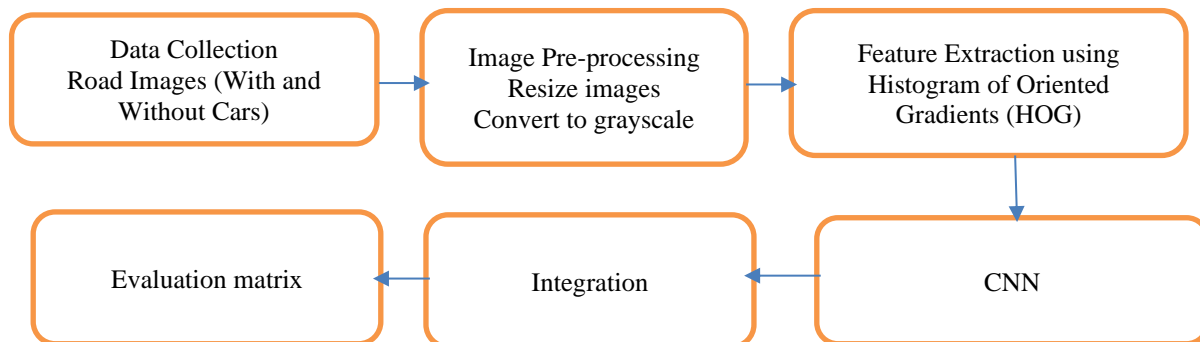 Data Collection
Road Images (With and
Without Cars)
Image Pre-processing
Resize images
Convert to grayscale
Feature Extraction using
Histogram of Oriented
Gradients (HOG)
CNN
Integration
Evaluation matrix